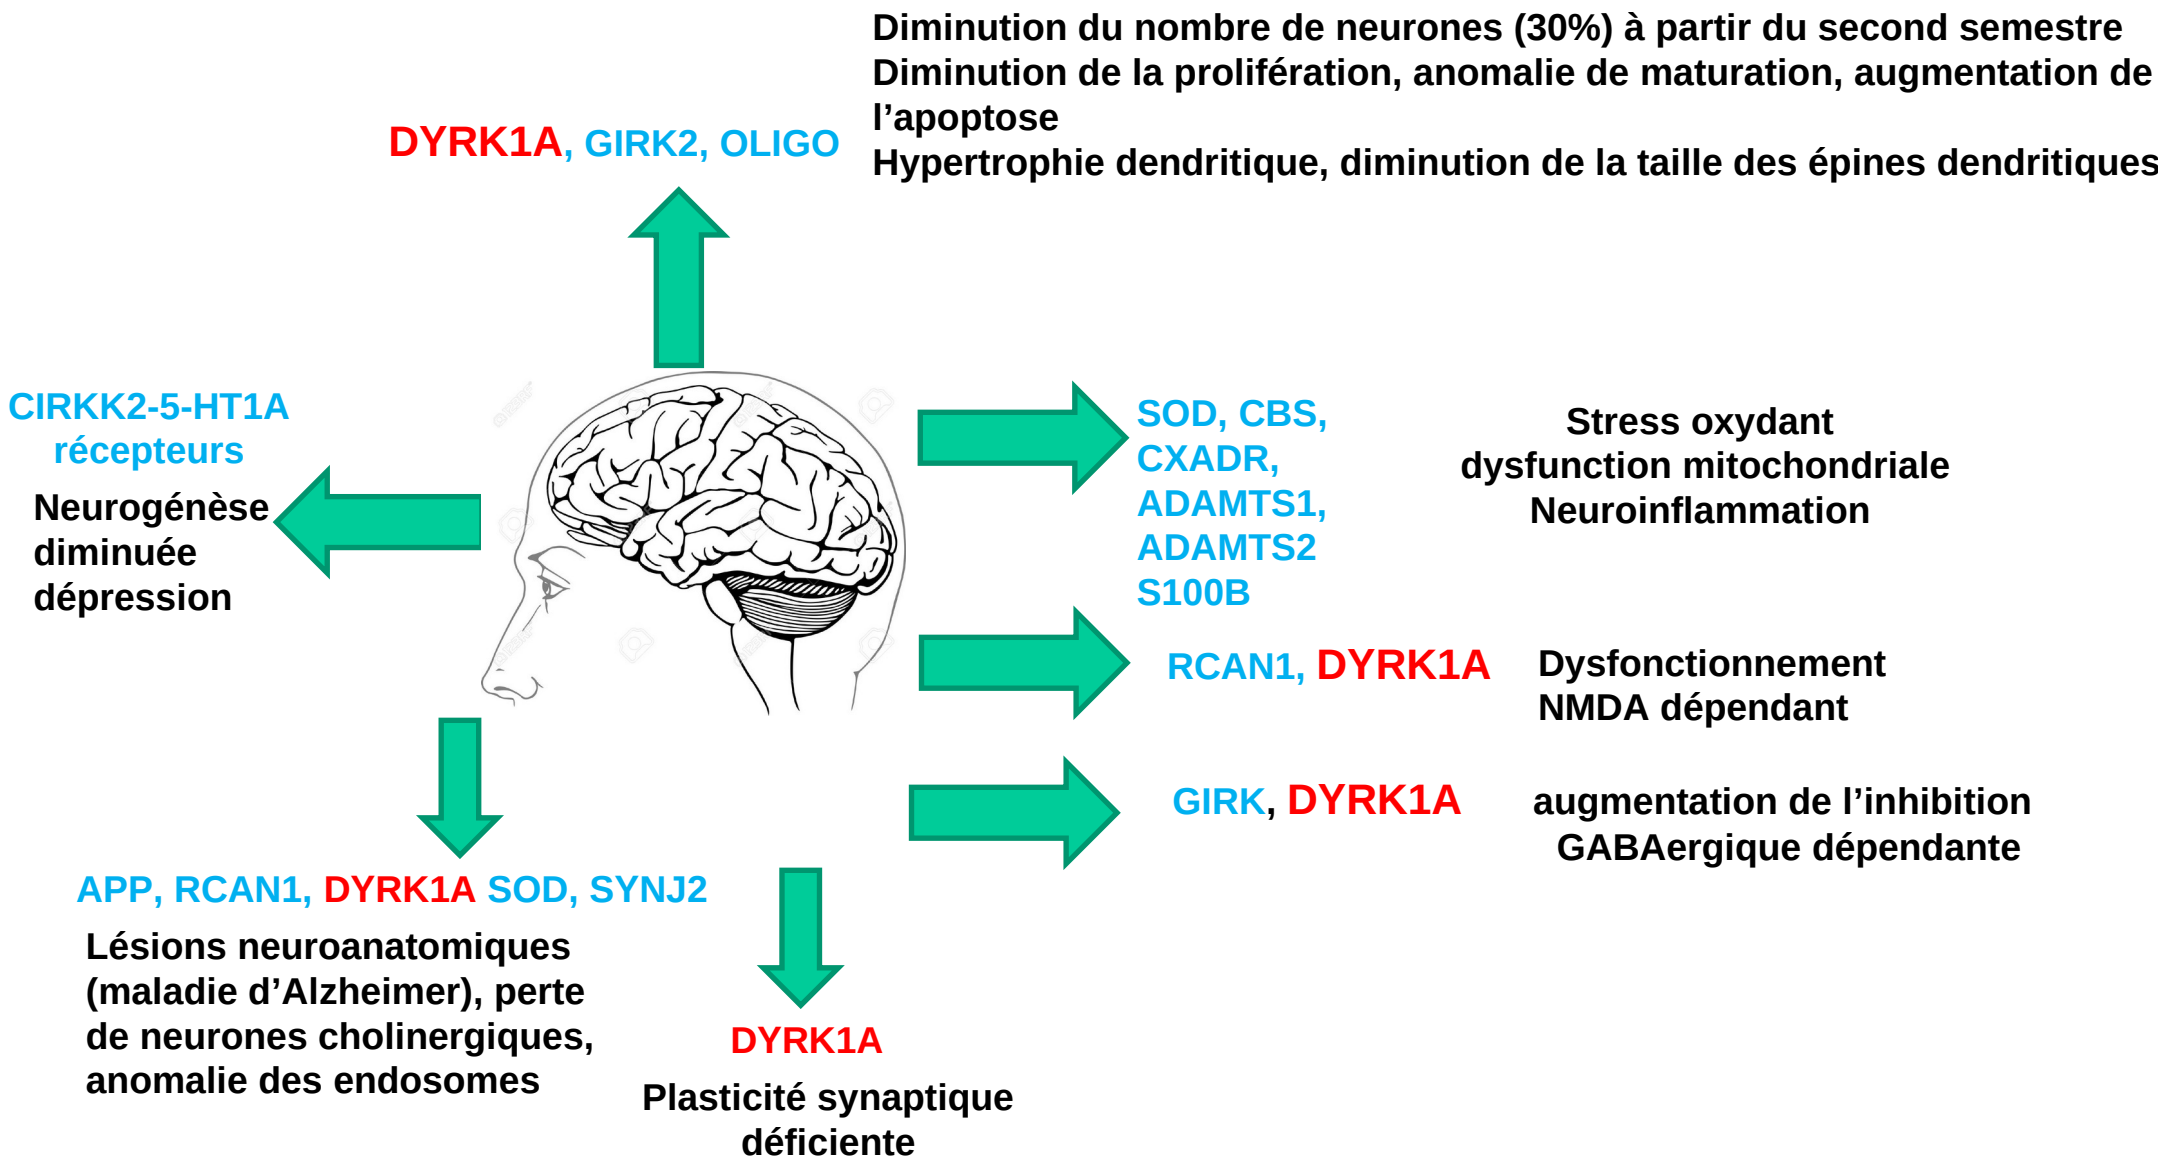 Diminution du nombre de neurones (30%) à partir du second semestre
Diminution de la prolifération, anomalie de maturation, augmentation de
l’apoptose
Hypertrophie dendritique, diminution de la taille des épines dendritiques
DYRK1A, GIRK2, OLIGO
CIRKK2-5-HT1A
récepteurs
Neurogénèse
diminuée
dépression
SOD, CBS,
CXADR,
ADAMTS1,
ADAMTS2
S100B
Stress oxydant
dysfunction mitochondriale
Neuroinflammation
RCAN1, DYRK1A
Dysfonctionnement
NMDA dépendant
GIRK, DYRK1A
augmentation de l’inhibition
GABAergique dépendante
APP, RCAN1, DYRK1A SOD, SYNJ2
Lésions neuroanatomiques
(maladie d’Alzheimer), perte
de neurones cholinergiques,
anomalie des endosomes
DYRK1A
Plasticité synaptique
déficiente